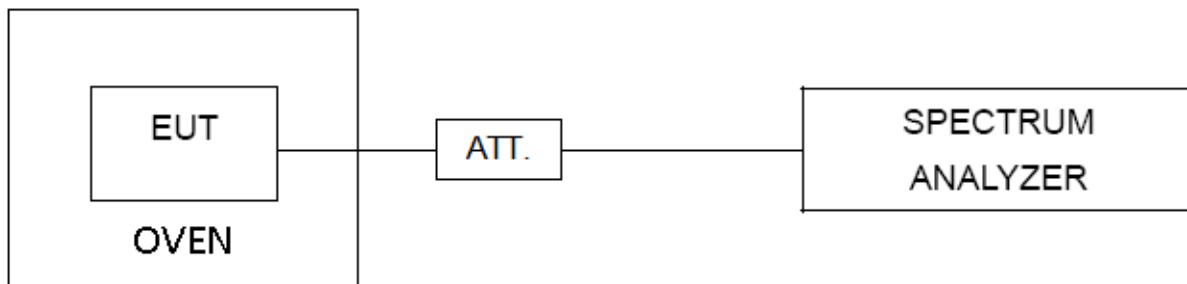 EUT
OVEN
ATT.
SPECTRUM
ANALYZER